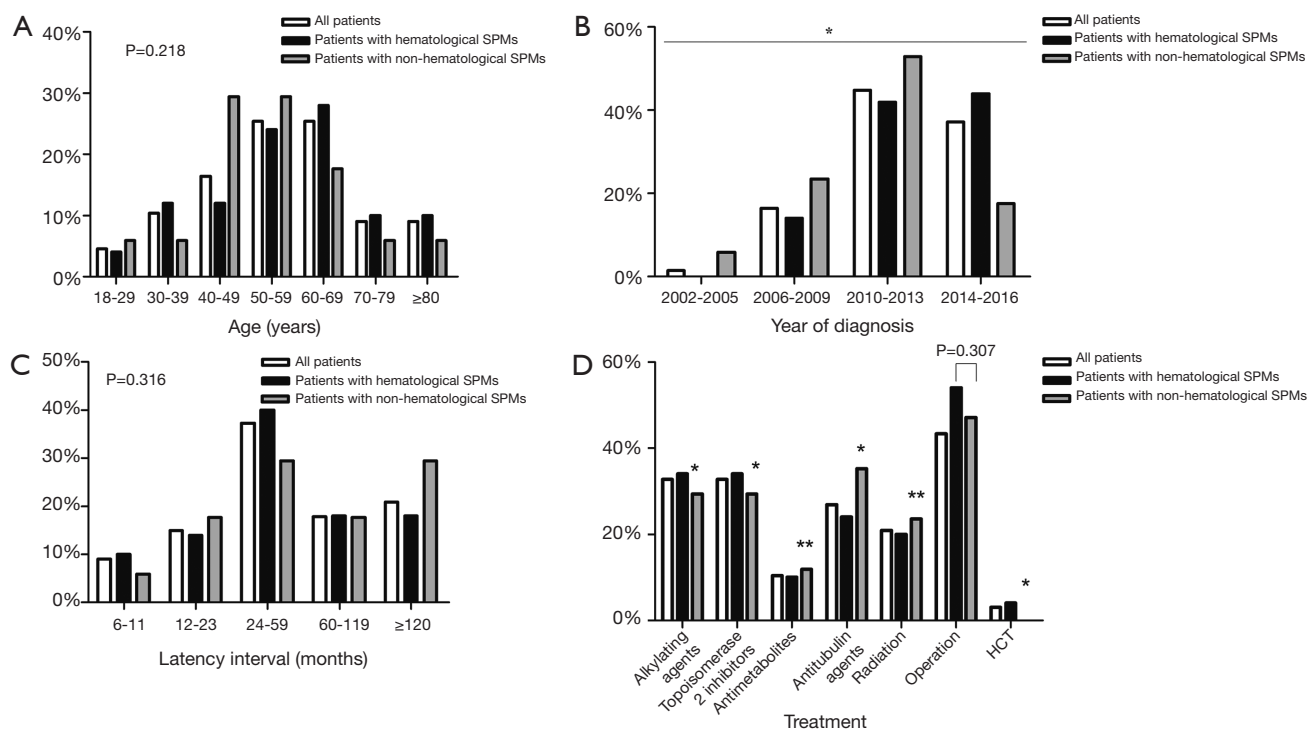 A
All patients
Patients with hematological SPMs
Patients with non-hematological SPMs
P=0.218
40%
30%
20%
10%
0%
18-29 30-39 40-49 50-59 60-69 70-79 ≥80
Age (years)
B
All patients
Patients with hematological SPMs
Patients with non-hematological SPMs
*
60%
40%
20%
0%
2002-2005 2006-2009 2010-2013 2014-2016
Year of diagnosis
C
All patients
Patients with hematological SPMs
Patients with non-hematological SPMs
P=0.316
50%
40%
30%
20%
10%
0%
6-11 12-23 24-59 60-119 ≥120
Latency interval (months)
D
P=0.307
All patients
Patients with hematological SPMs
Patients with non-hematological SPMs
60%
40%
20%
0%
* * ** * ** *
Alkylating
agents
Topoisomerase
2 inhibitors
Antimetabolites
Antitubulin
agents
Radiation
Operation
HCT
Treatment